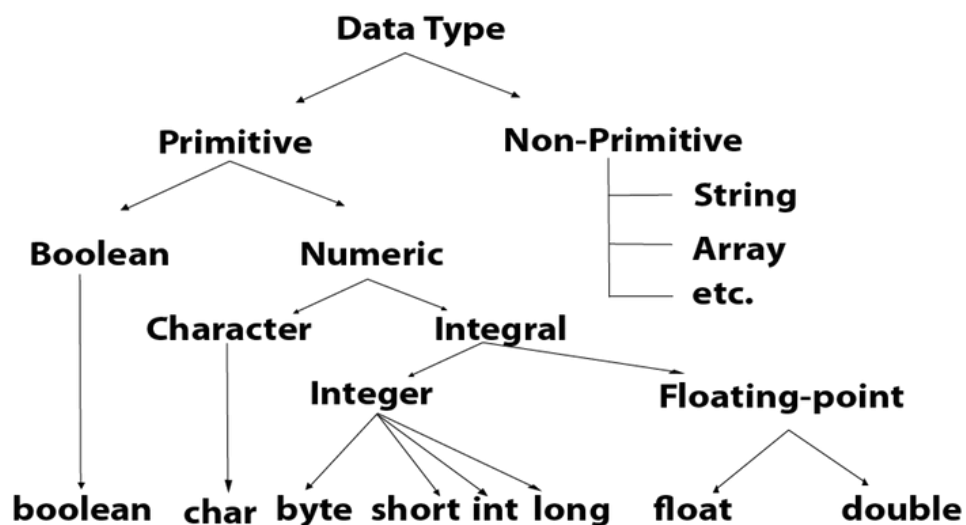 Data Type
Primitive
Non-Primitive
String
Array
etc.
Boolean
Numeric
Character
Integral
Integer
Floating-point
boolean
char
byte
short
int
long
float
double